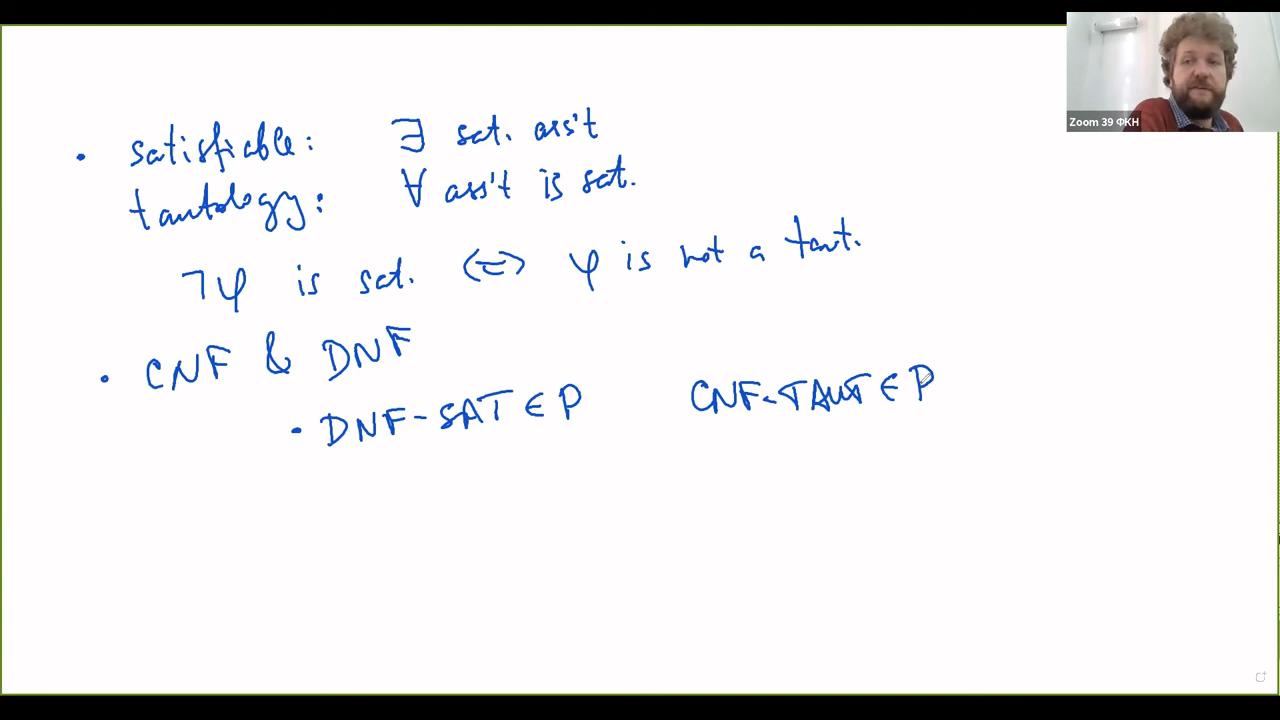 • satisfiable: ∃ sat. ass't
tautology: ∀ ass't is sat.
¬φ is sat. ⟺ φ is not a taut.
• CNF & DNF
• DNF-SAT ∈ P CNF-TAUT ∈ P
Zoom 39 ФКН